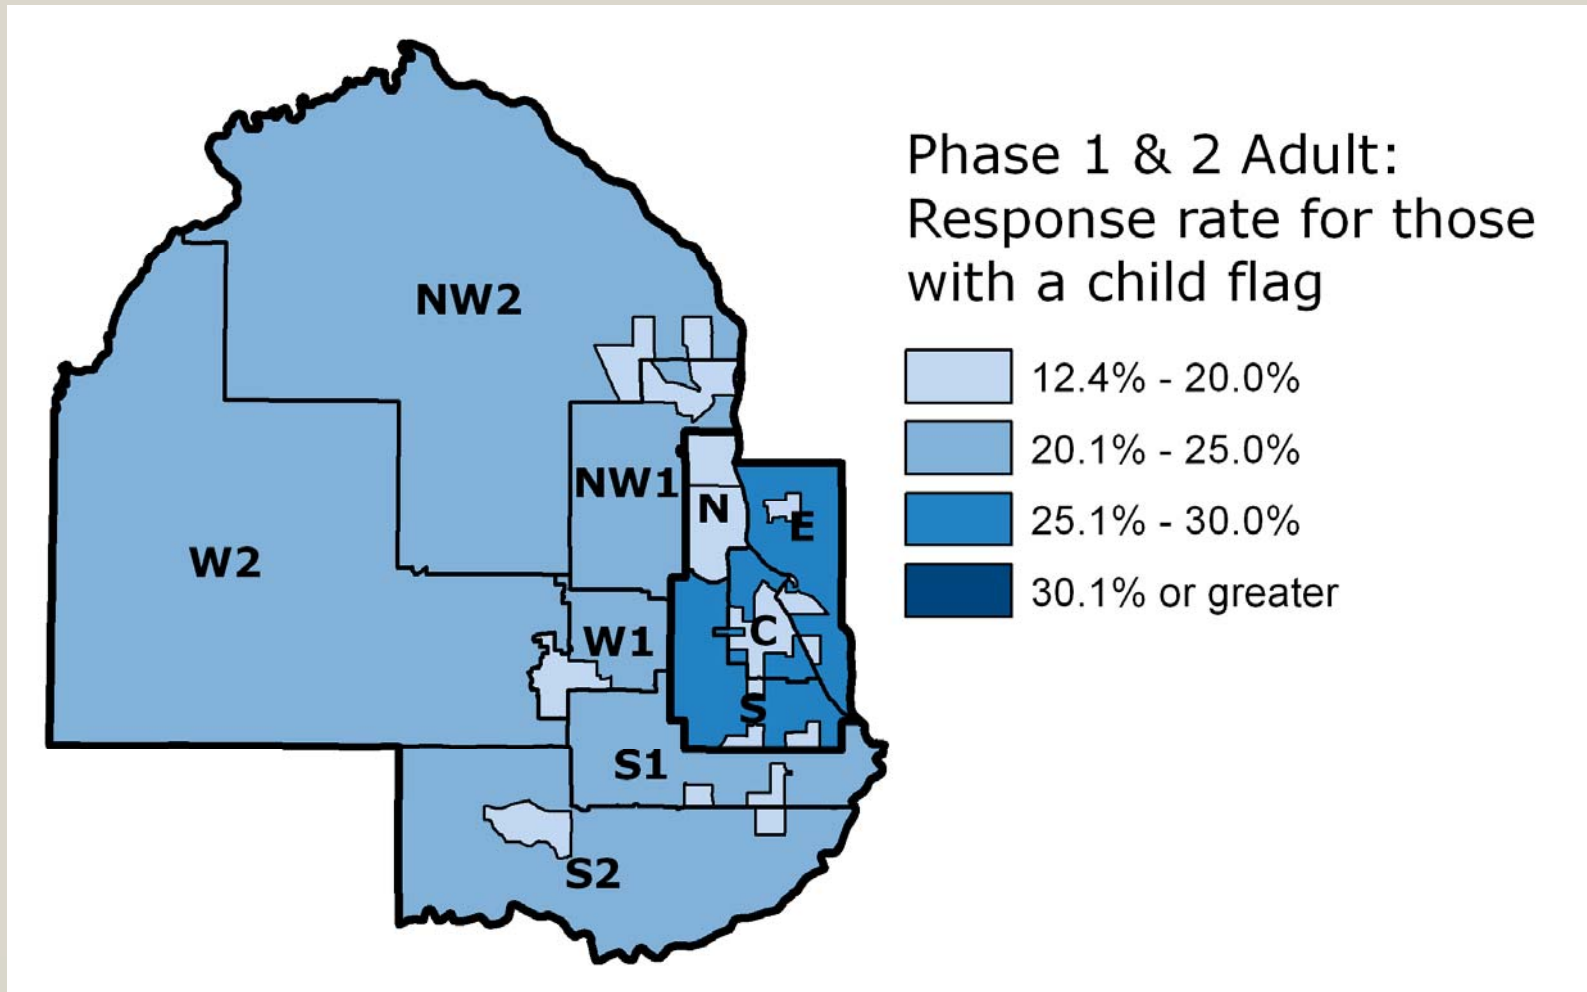 Phase 1 & 2 Adult:
Response rate for those
with a child flag
12.4% - 20.0%
20.1% - 25.0%
25.1% - 30.0%
30.1% or greater
NW2
NW1
N
E
W2
W1
C
S
S1
S2